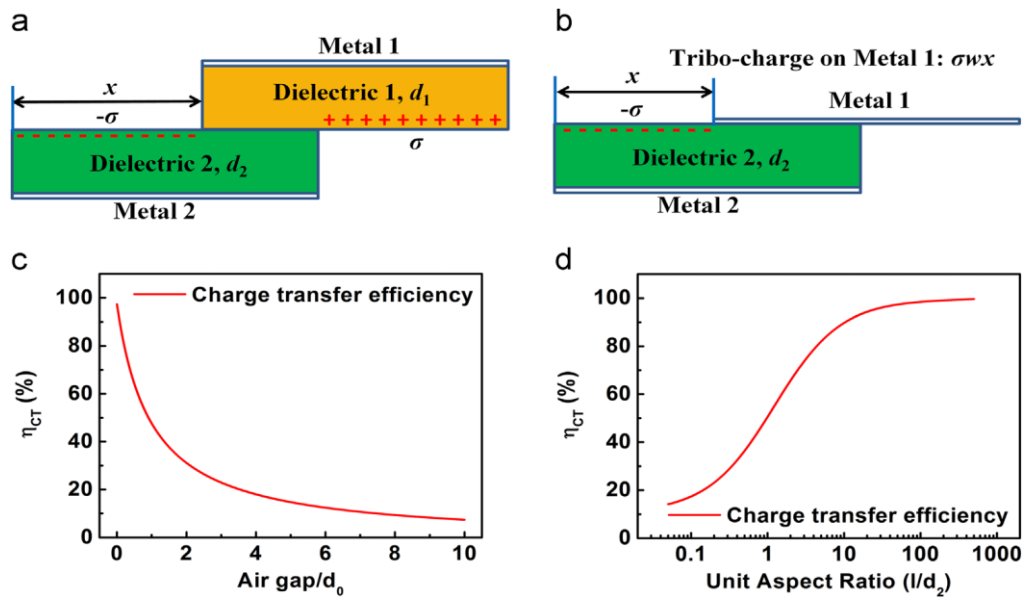 a
Metal 1
x
-σ
Dielectric 1, d1
+ + + + + + + + + +
σ
- - - - - - - - - -
Dielectric 2, d2
Metal 2
b
Tribo-charge on Metal 1: σwx
x
-σ
Metal 1
- - - - - - - - -
Dielectric 2, d2
Metal 2
c
Charge transfer efficiency
100
80
60
40
20
0
ηCT (%)
0 2 4 6 8 10
Air gap/d0
d
100
80
60
40
20
0
ηCT (%)
Charge transfer efficiency
0.1 1 10 100 1000
Unit Aspect Ratio (l/d2)